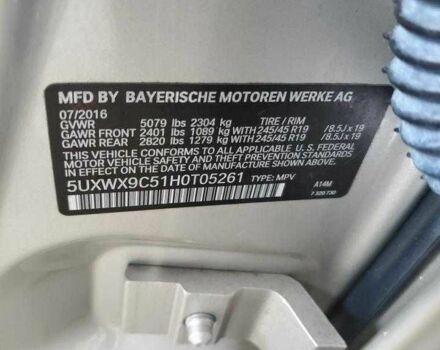 MFD BY BAYERISCHE MOTOREN WERKE AG
07/2016
GVWR 5079 lbs 2304 kg TIRE / RIM
GAWR FRONT 2401 lbs 1089 kg WITH 245/45 R19 /8.5J x 19
GAWR REAR 2820 lbs 1279 kg WITH 245/45 R19 /8.5J x 19
THIS VEHICLE CONFORMS TO ALL APPLICABLE FEDERAL
MOTOR VEHICLE SAFETY AND THEFT PREVENTION
STANDARDS IN EFFECT ON THE DATE OF MANUFACTURE
SHOWN ABOVE.
5UXWX9C51H0T05261 TYPE: MPV A14M
7 320 730